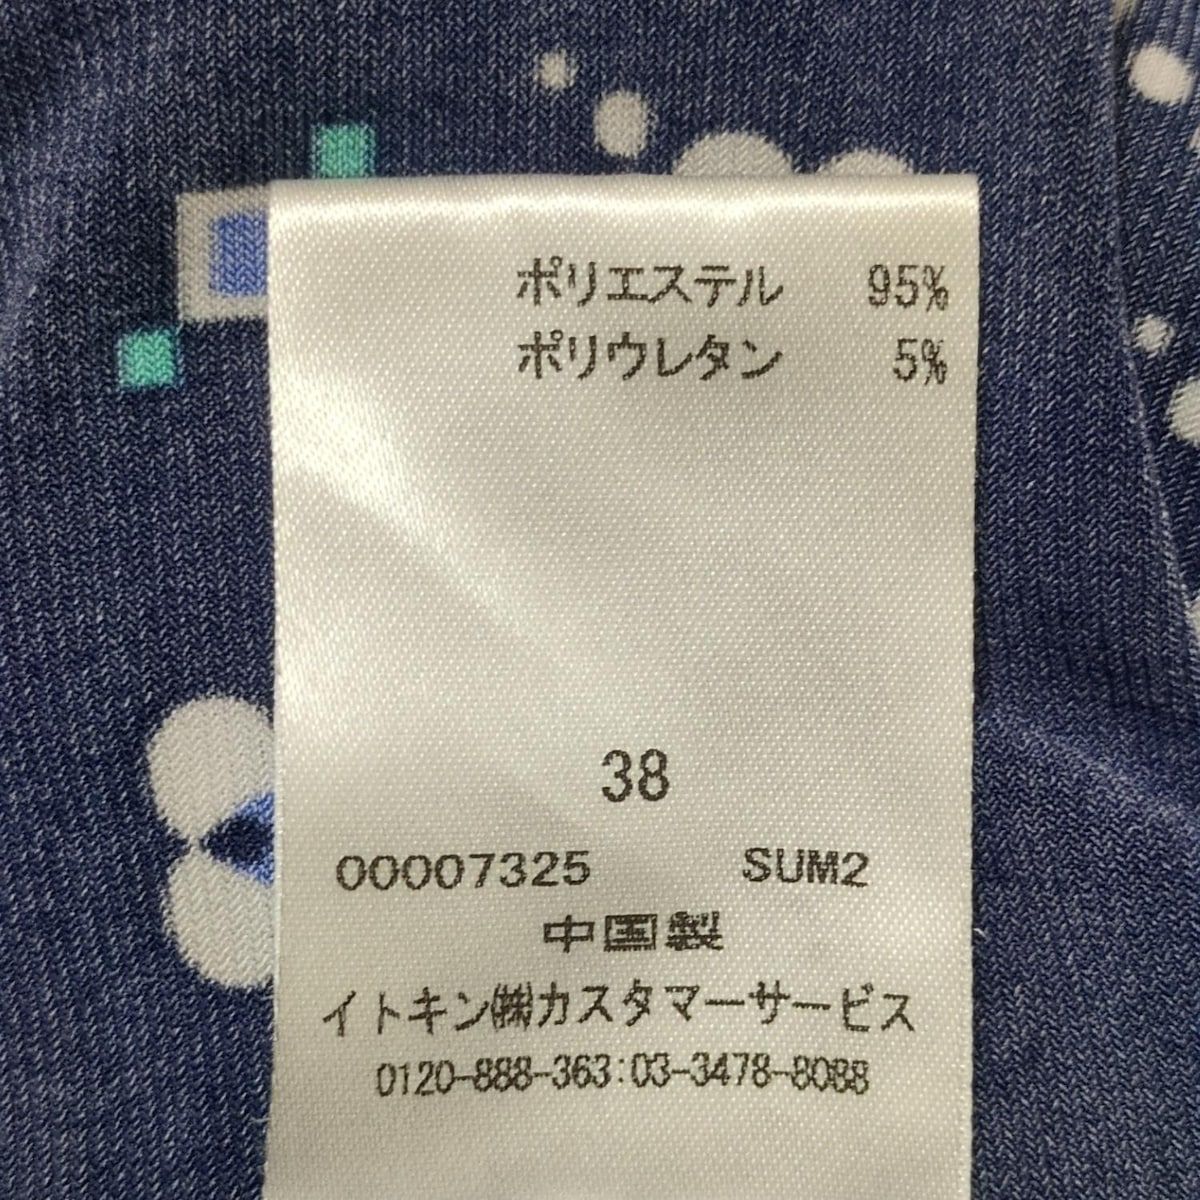 ポリエステル 95%
ポリウレタン 5%
38
00007325 SUM2
中国製
イトキン㈱カスタマーサービス
0120-888-363:03-3478-8088